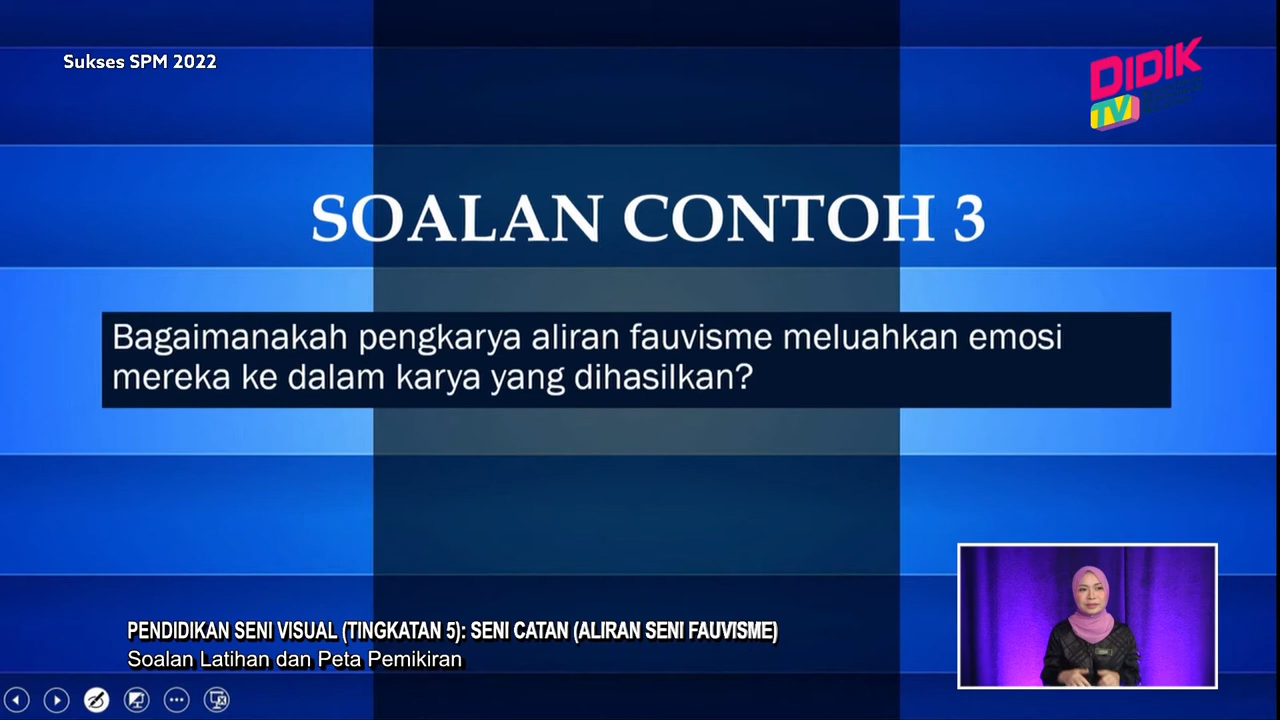 Sukses SPM 2022
DIDIK
TV
SOALAN CONTOH 3
Bagaimanakah pengkarya aliran fauvisme meluahkan emosi
mereka ke dalam karya yang dihasilkan?
PENDIDIKAN SENI VISUAL (TINGKATAN 5): SENI CATAN (ALIRAN SENI FAUVISME)
Soalan Latihan dan Peta Pemikiran